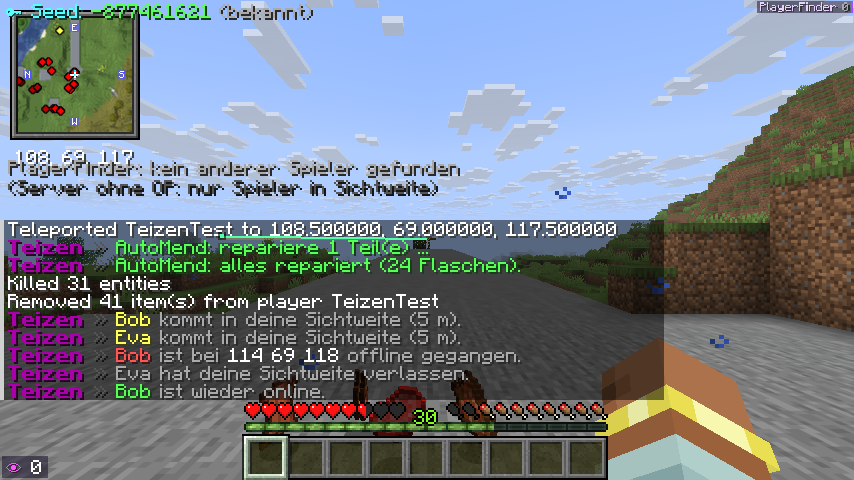 Seed: -877461621 (bekannt)
PlayerFinder 0
E
N
S
W
108 69 117
PlayerFinder: kein anderer Spieler gefunden
(Server ohne OP: nur Spieler in Sichtweite)
Teleported TeizenTest to 108.500000, 69.000000, 117.500000
Teizen » AutoMend: repariere 1 Teil(e) …
Teizen » AutoMend: alles repariert (24 Flaschen).
Killed 31 entities
Removed 41 item(s) from player TeizenTest
Teizen » Bob kommt in deine Sichtweite (5 m).
Teizen » Eva kommt in deine Sichtweite (5 m).
Teizen » Bob ist bei 114 69 118 offline gegangen.
Teizen » Eva hat deine Sichtweite verlassen.
Teizen » Bob ist wieder online.
30
0